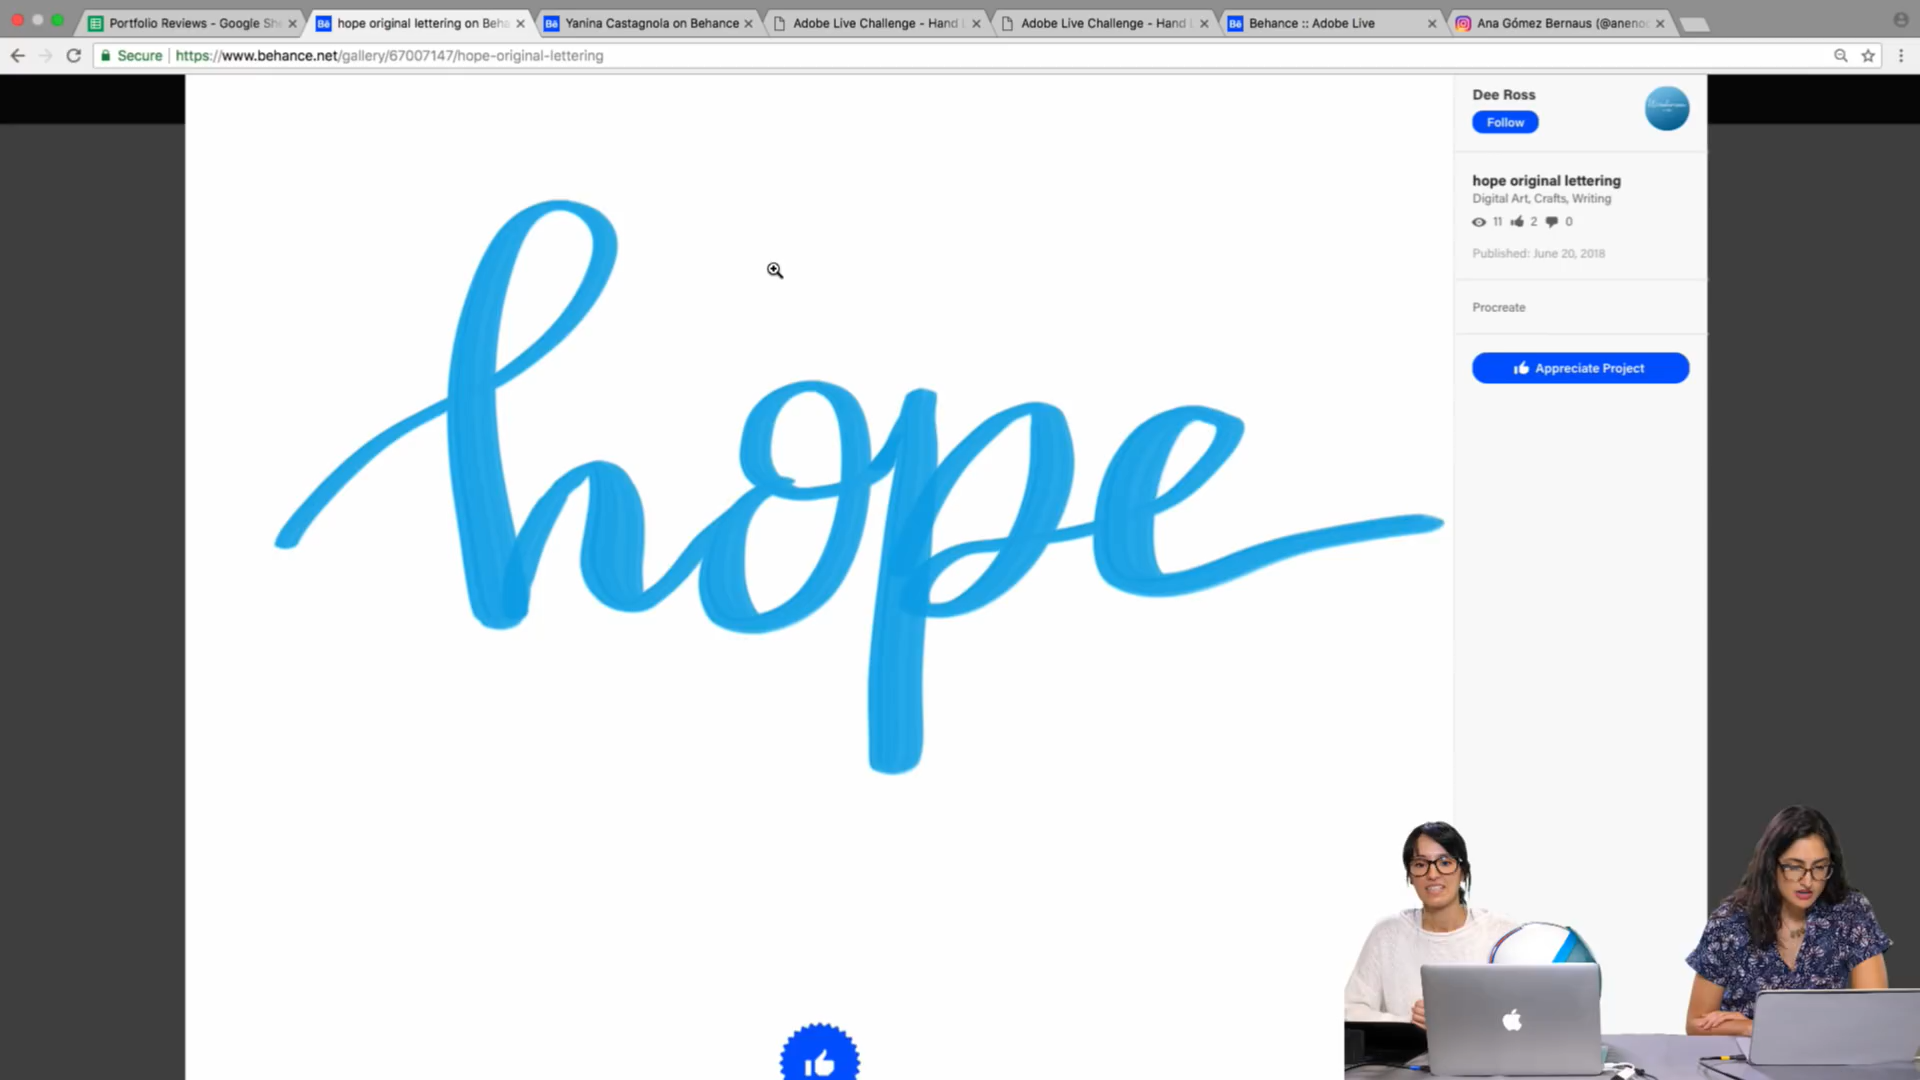 Portfolio Reviews - Google She
hope original lettering on Beha
Yanina Castagnola on Behance
Adobe Live Challenge - Hand L
Adobe Live Challenge - Hand L
Behance :: Adobe Live
Ana Gómez Bernaus (@aneno
Secure https://www.behance.net/gallery/67007147/hope-original-lettering
Dee Ross
Follow
hope original lettering
Digital Art, Crafts, Writing
11 2 0
Published: June 20, 2018
Procreate
Appreciate Project
hope